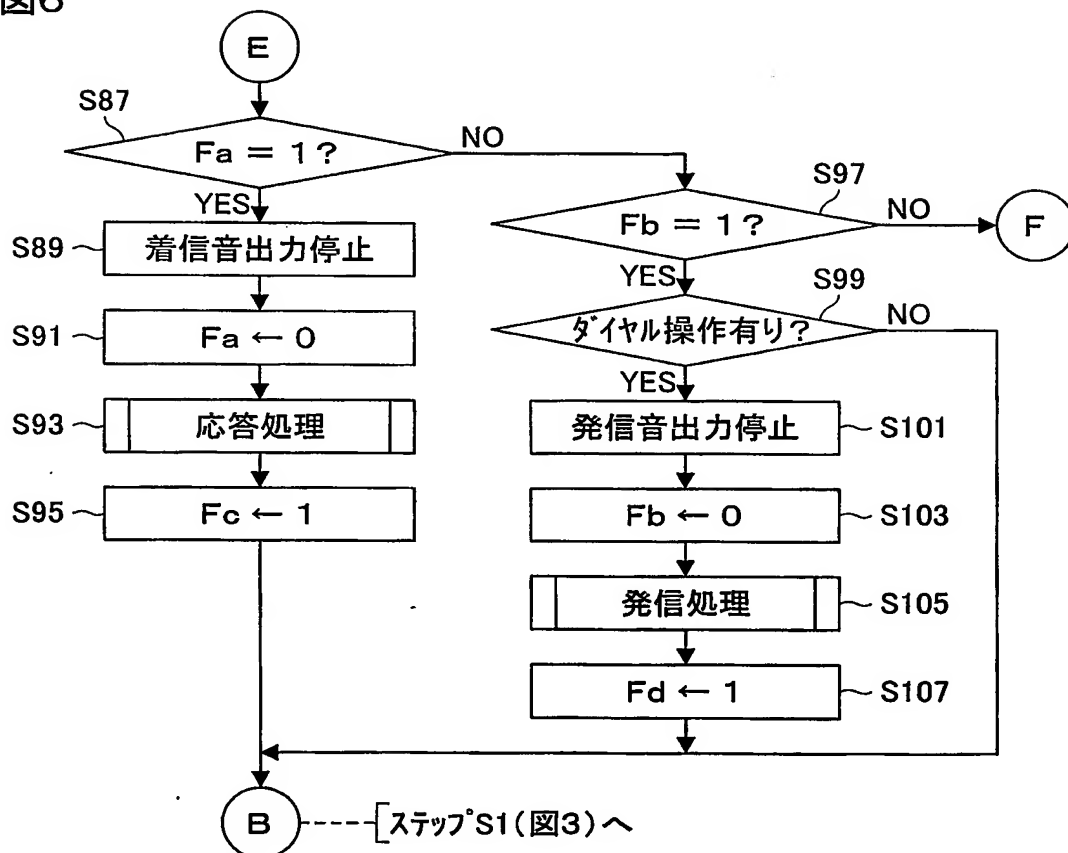 図6
E
S87
Fa = 1?
NO
YES
S89
着信音出力停止
S91
Fa ← 0
S93
応答処理
S95
Fc ← 1
S97
Fb = 1?
NO
F
YES
S99
ダイヤル操作有り?
NO
YES
発信音出力停止
S101
Fb ← 0
S103
発信処理
S105
Fd ← 1
S107
B
ステップS1(図3)へ